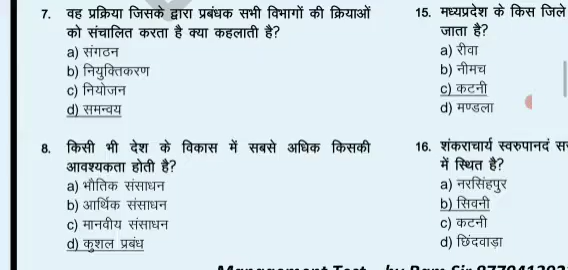 7. वह प्रक्रिया जिसके द्वारा प्रबंधक सभी विभागों की क्रियाओं
को संचालित करता है क्या कहलाती है?
a) संगठन
b) नियुक्तिकरण
c) नियोजन
d) समन्वय
8. किसी भी देश के विकास में सबसे अधिक किसकी
आवश्यकता होती है?
a) भौतिक संसाधन
b) आर्थिक संसाधन
c) मानवीय संसाधन
d) कुशल प्रबंध
15. मध्यप्रदेश के किस जिले
जाता है?
a) रीवा
b) नीमच
c) कटनी
d) मण्डला
16. शंकराचार्य स्वरुपानदं
में स्थित है?
a) नरसिंहपुर
b) सिवनी
c) कटनी
d) छिंदवाड़ा